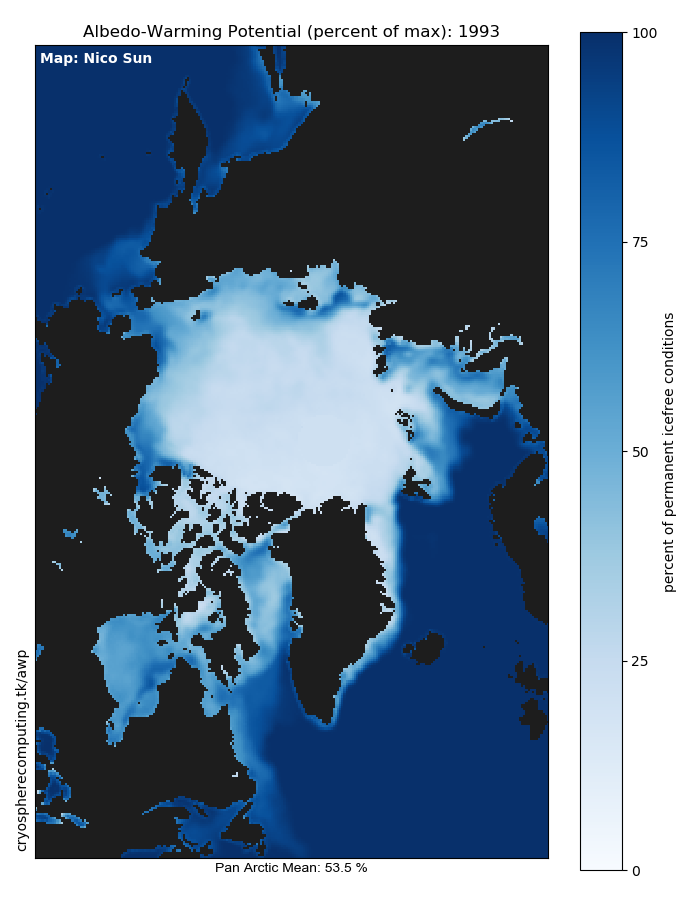 Albedo-Warming Potential (percent of max): 1993
Map: Nico Sun
100
75
50
25
0
percent of permanent icefree conditions
cryospherecomputing.tk/awp
Pan Arctic Mean: 53.5 %